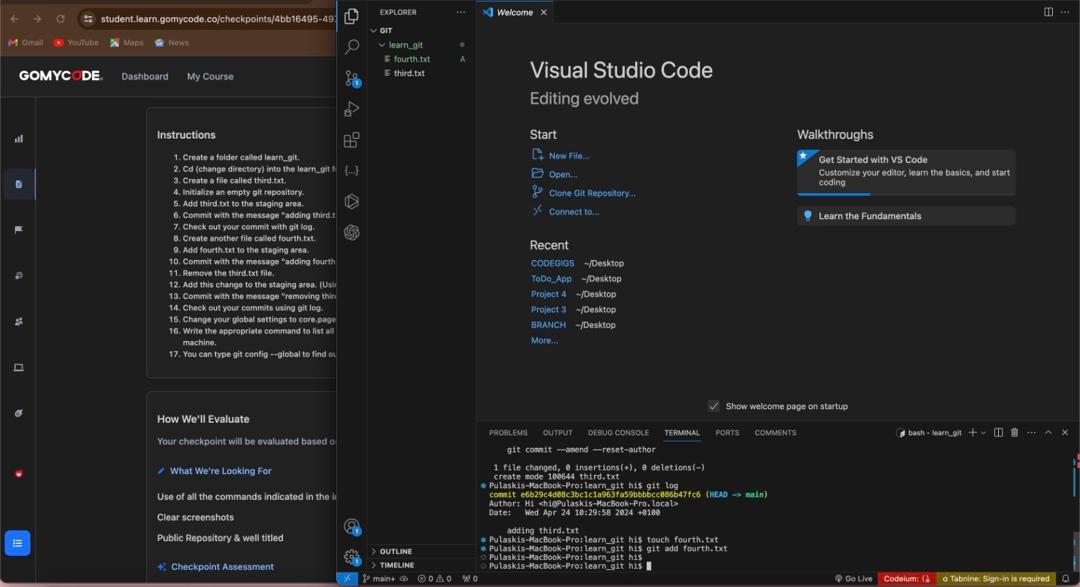 student.learn.gomycode.co/checkpoints/4bb16495-49
Gmail YouTube Maps News
GOMYCODE. Dashboard My Course
Instructions
1. Create a folder called learn_git.
2. Cd (change directory) into the learn_git f
3. Create a file called third.txt.
4. Initialize an empty git repository.
5. Add third.txt to the staging area.
6. Commit with the message "adding third.t
7. Check out your commit with git log.
8. Create another file called fourth.txt.
9. Add fourth.txt to the staging area.
10. Commit with the message "adding fourth
11. Remove the third.txt file.
12. Add this change to the staging area. (Usin
13. Commit with the message "removing thir
14. Check out your commits using git log.
15. Change your global settings to core.page
16. Write the appropriate command to list all
machine.
17. You can type git config --global to find ou
How We'll Evaluate
Your checkpoint will be evaluated based o
What We're Looking For
Use of all the commands indicated in the i
Clear screenshots
Public Repository & well titled
Checkpoint Assessment
EXPLORER ...
GIT
learn_git
fourth.txt A
third.txt
OUTLINE
TIMELINE
1
1
1
Welcome
Visual Studio Code
Editing evolved
Start
New File...
Open...
Clone Git Repository...
Connect to...
Recent
CODEGIGS ~/Desktop
ToDo_App ~/Desktop
Project 4 ~/Desktop
Project 3 ~/Desktop
BRANCH ~/Desktop
More...
Walkthroughs
Get Started with VS Code
Customize your editor, learn the basics, and start
coding
Learn the Fundamentals
Show welcome page on startup
PROBLEMS OUTPUT DEBUG CONSOLE TERMINAL PORTS COMMENTS
bash - learn_git
git commit --amend --reset-author
1 file changed, 0 insertions(+), 0 deletions(-)
create mode 100644 third.txt
Pulaskis-MacBook-Pro:learn_git hi$ git log
commit e6b29c4d08c3bc1c1a963fa59bbbbcc086b47fc6 (HEAD -> main)
Author: Hi <hi@Pulaskis-MacBook-Pro.local>
Date: Wed Apr 24 10:29:58 2024 +0100
adding third.txt
Pulaskis-MacBook-Pro:learn_git hi$ touch fourth.txt
Pulaskis-MacBook-Pro:learn_git hi$ git add fourth.txt
Pulaskis-MacBook-Pro:learn_git hi$
Pulaskis-MacBook-Pro:learn_git hi$
main+ 0 0 0 Go Live Codeium: {..} Tabnine: Sign-in is required